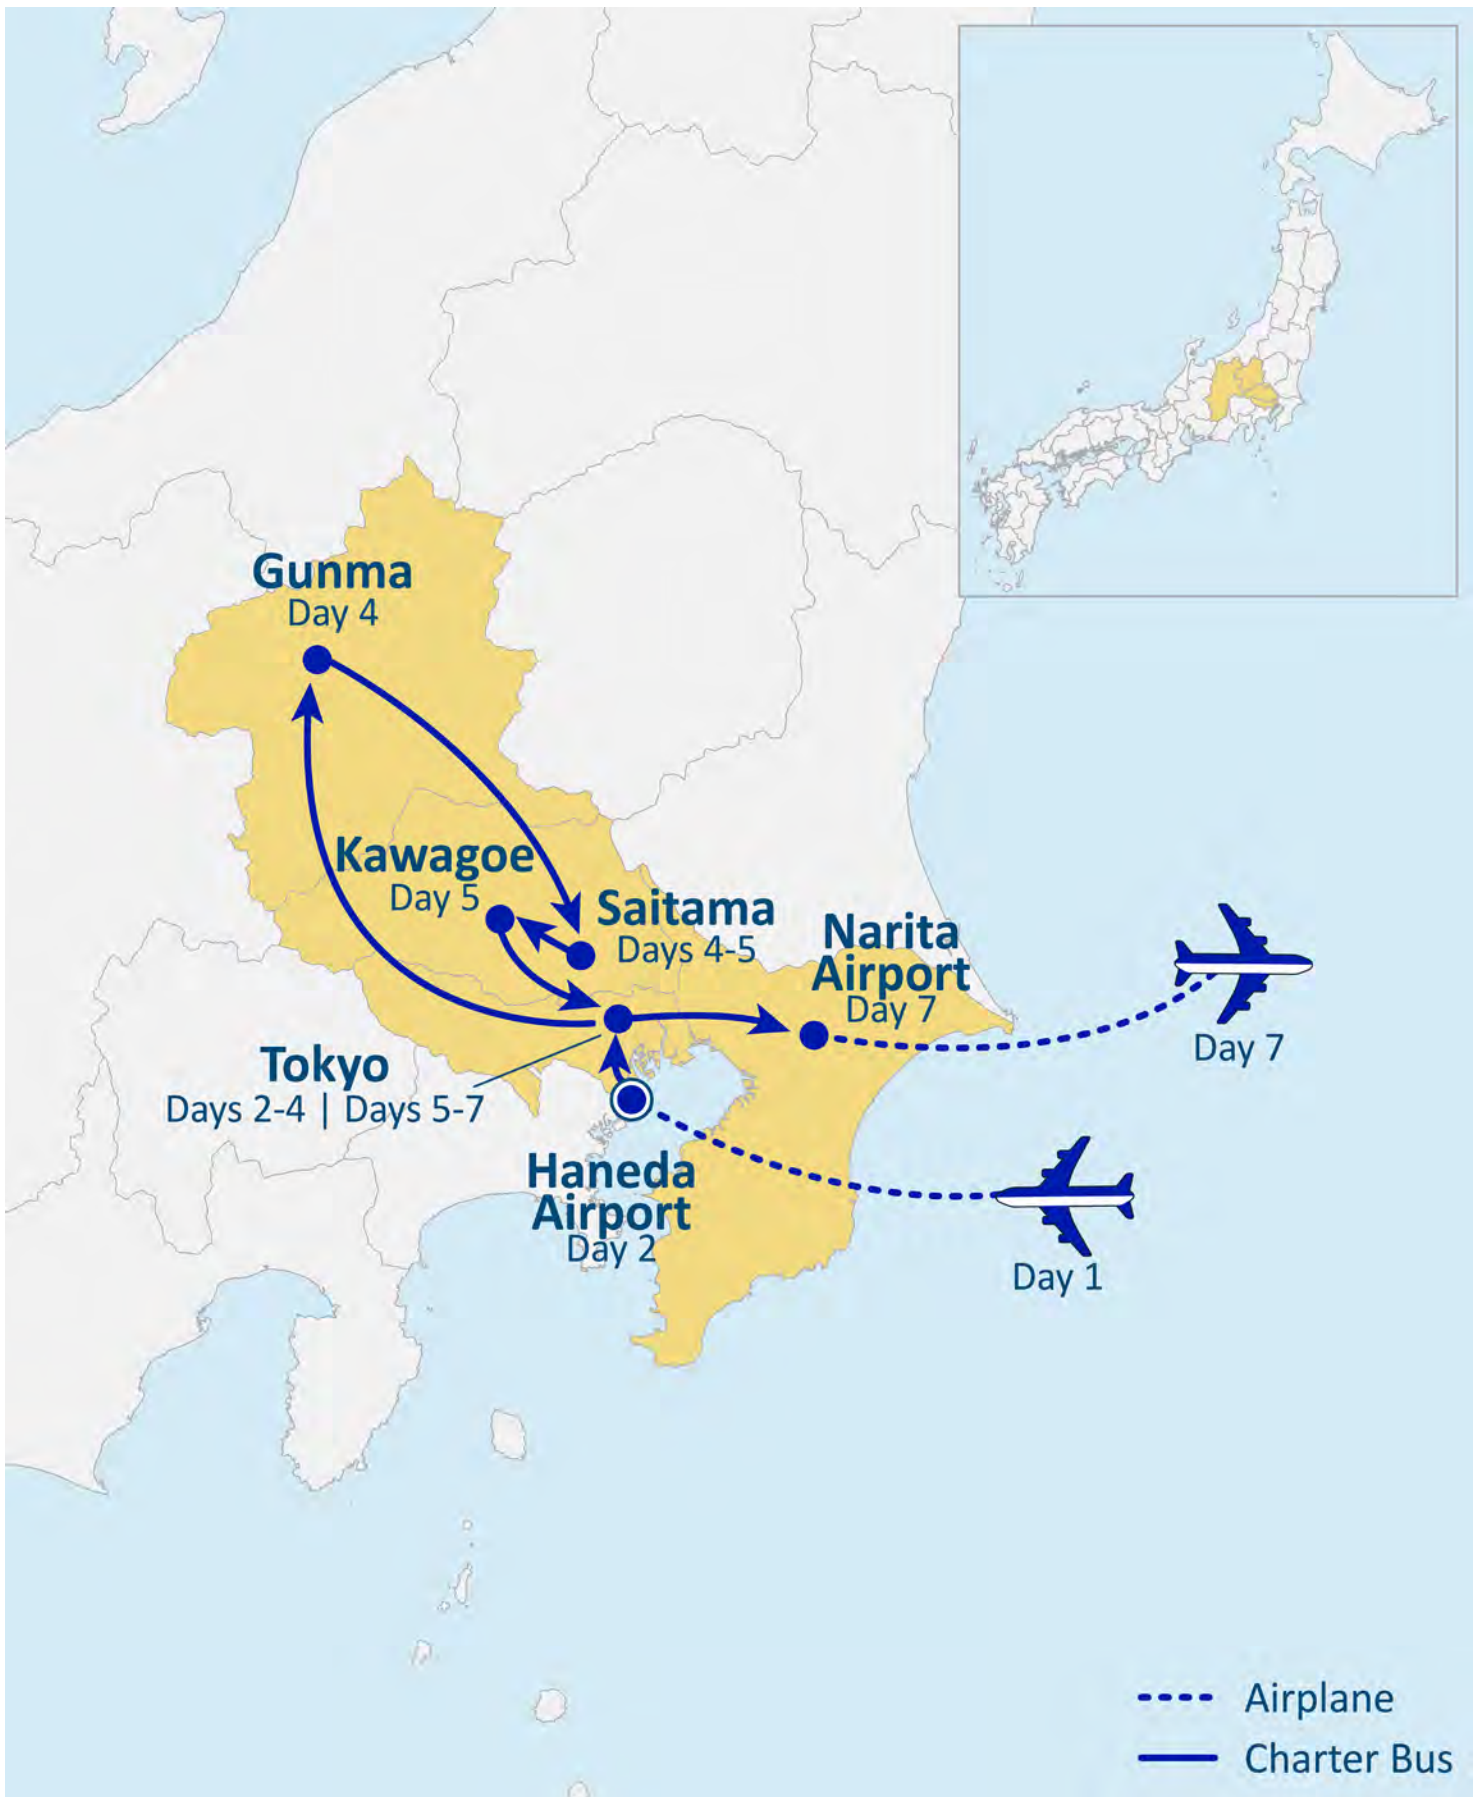 Gunma
Day 4
Kawagoe
Day 5
Saitama
Days 4-5
Narita
Airport
Day 7
Day 7
Tokyo
Days 2-4 | Days 5-7
Haneda
Airport
Day 2
Day 1
Airplane
Charter Bus